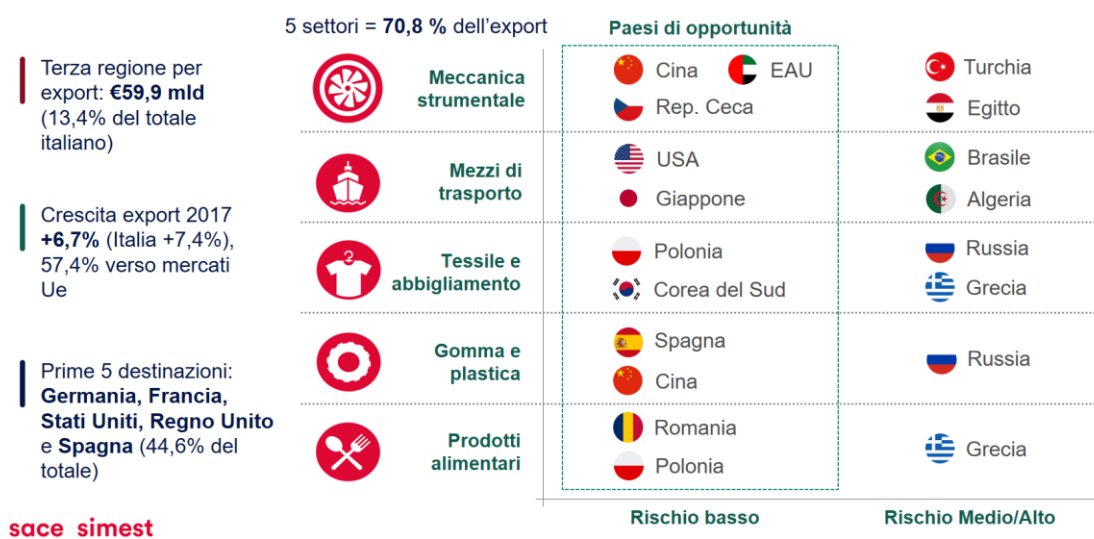 5 settori = 70,8 % dell'export
Paesi di opportunità
Terza regione per
export: €59,9 mld
(13,4% del totale
italiano)
Crescita export 2017
+6,7% (Italia +7,4%),
57,4% verso mercati
Ue
Prime 5 destinazioni:
Germania, Francia,
Stati Uniti, Regno Unito
e Spagna (44,6% del
totale)
Meccanica
strumentale
Cina
EAU
Rep. Ceca
Turchia
Egitto
Mezzi di
trasporto
USA
Giappone
Brasile
Algeria
Tessile e
abbigliamento
Polonia
Corea del Sud
Russia
Grecia
Gomma e
plastica
Spagna
Cina
Russia
Prodotti
alimentari
Romania
Polonia
Grecia
Rischio basso
Rischio Medio/Alto
sace simest